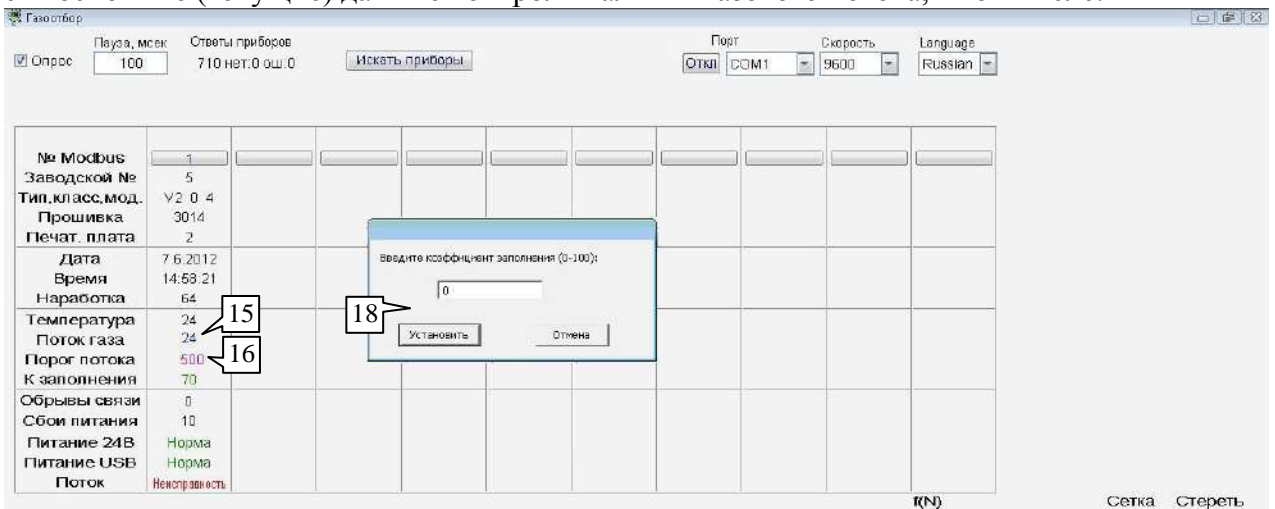 Газоотбор
Пауза, мсек Ответы приборов Порт Скорость Language
Опрос 100 710 нет:0 ош:0 Искать приборы Откл COM1 9600 Russian
№ Modbus 1
Заводской № 5
Тип,класс,мод. V2 0 4
Прошивка 3014
Печат. плата 2
Дата 7.6.2012
Время 14:58:21
Наработка 64
Температура 24
Поток газа 24
Порог потока 500
К заполнения 70
Обрывы связи 0
Сбои питания 10
Питание 24В Норма
Питание USB Норма
Поток Неисправность
Введите коэффициент заполнения (0-100):
0
Установить Отмена
15
16
18
f(N) Сетка Стереть